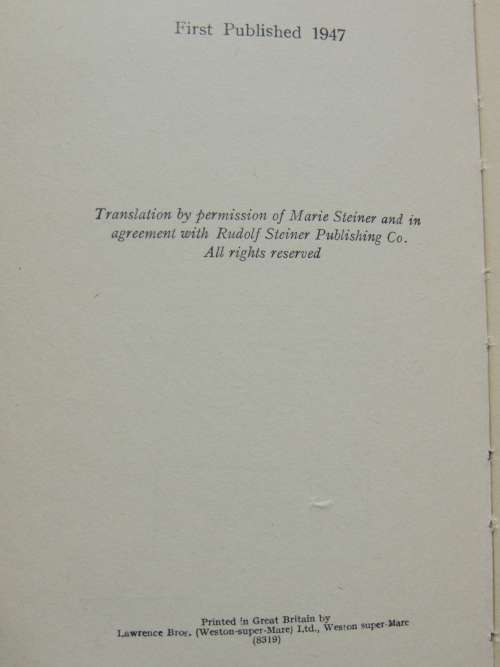 First Published 1947
Translation by permission of Marie Steiner and in
agreement with Rudolf Steiner Publishing Co.
All rights reserved
Printed in Great Britain by
Lawrence Bros. (Weston-super-Mare) Ltd., Weston super-Mare
(8319)